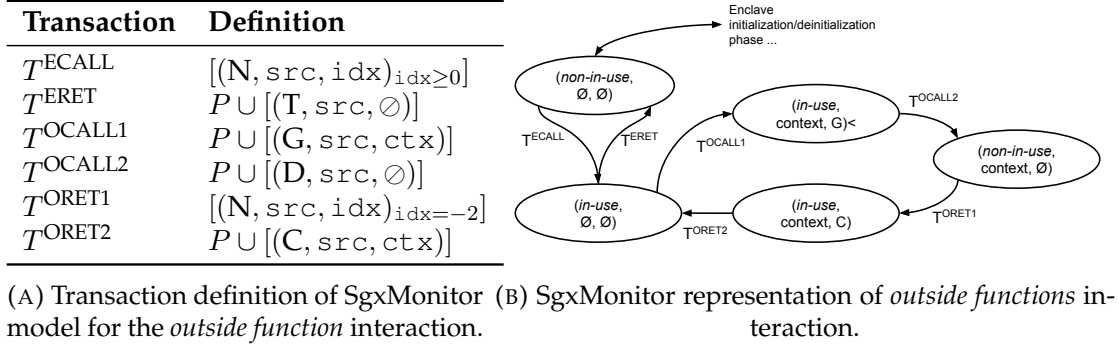 Transaction Definition
T^ECALL [(N, src, idx)_idx≥0]
T^ERET P ∪ [(T, src, ∅)]
T^OCALL1 P ∪ [(G, src, ctx)]
T^OCALL2 P ∪ [(D, src, ∅)]
T^ORET1 [(N, src, idx)_idx=−2]
T^ORET2 P ∪ [(C, src, ctx)]
(A) Transaction definition of SgxMonitor
model for the outside function interaction.
Enclave
initialization/deinitialization
phase ...
(non-in-use,
Ø, Ø)
T^ECALL
T^ERET
(in-use,
Ø, Ø)
T^OCALL1
(in-use,
context, G)<
T^OCALL2
(non-in-use,
context, Ø)
T^ORET1
(in-use,
context, C)
T^ORET2
(B) SgxMonitor representation of outside functions in-
teraction.